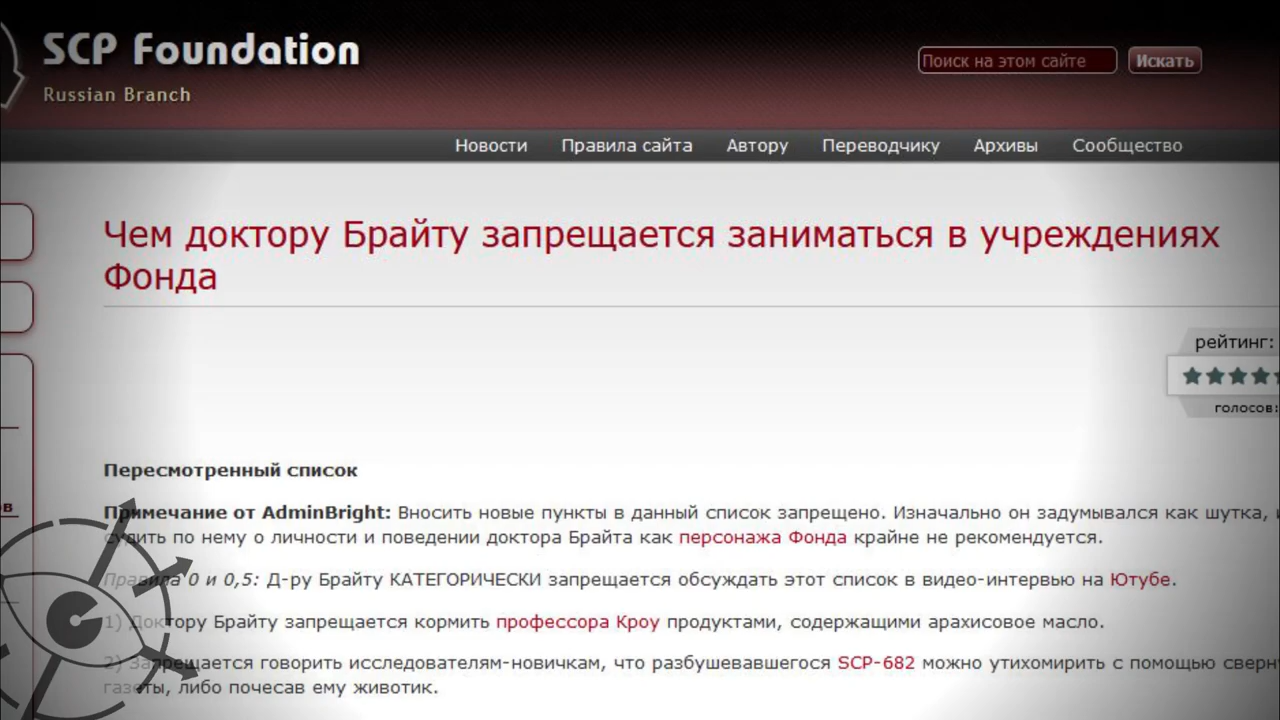 SCP Foundation
Russian Branch
Поиск на этом сайте
Искать
Новости Правила сайта Автору Переводчику Архивы Сообщество
Чем доктору Брайту запрещается заниматься в учреждениях
Фонда
рейтинг:
голосов:
Пересмотренный список
Примечание от AdminBright: Вносить новые пункты в данный список запрещено. Изначально он задумывался как шутка,
судить по нему о личности и поведении доктора Брайта как персонажа Фонда крайне не рекомендуется.
Правила 0 и 0,5: Д-ру Брайту КАТЕГОРИЧЕСКИ запрещается обсуждать этот список в видео-интервью на Ютубе.
1) Доктору Брайту запрещается кормить профессора Кроу продуктами, содержащими арахисовое масло.
2) Запрещается говорить исследователям-новичкам, что разбушевавшегося SCP-682 можно утихомирить с помощью
газеты, либо почесав ему животик.